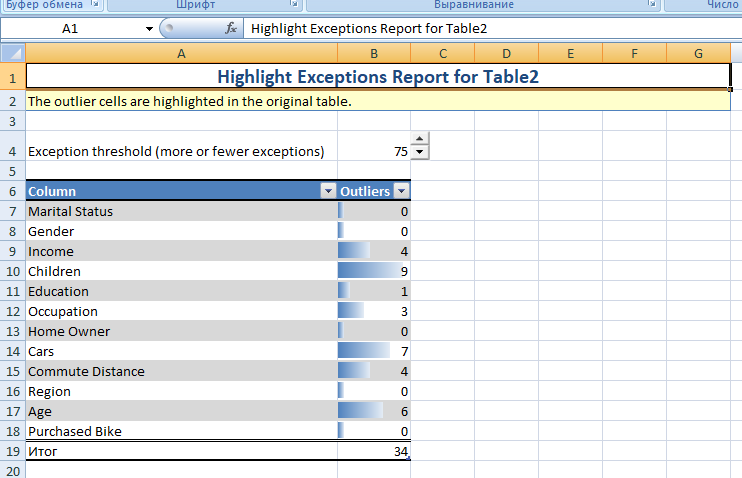 Буфер обмена Шрифт Выравнивание Число
A1 fx Highlight Exceptions Report for Table2
A B C D E F G
1 Highlight Exceptions Report for Table2
2 The outlier cells are highlighted in the original table.
3
4 Exception threshold (more or fewer exceptions) 75
5
6 Column Outliers
7 Marital Status 0
8 Gender 0
9 Income 4
10 Children 9
11 Education 1
12 Occupation 3
13 Home Owner 0
14 Cars 7
15 Commute Distance 4
16 Region 0
17 Age 6
18 Purchased Bike 0
19 Итог 34
20